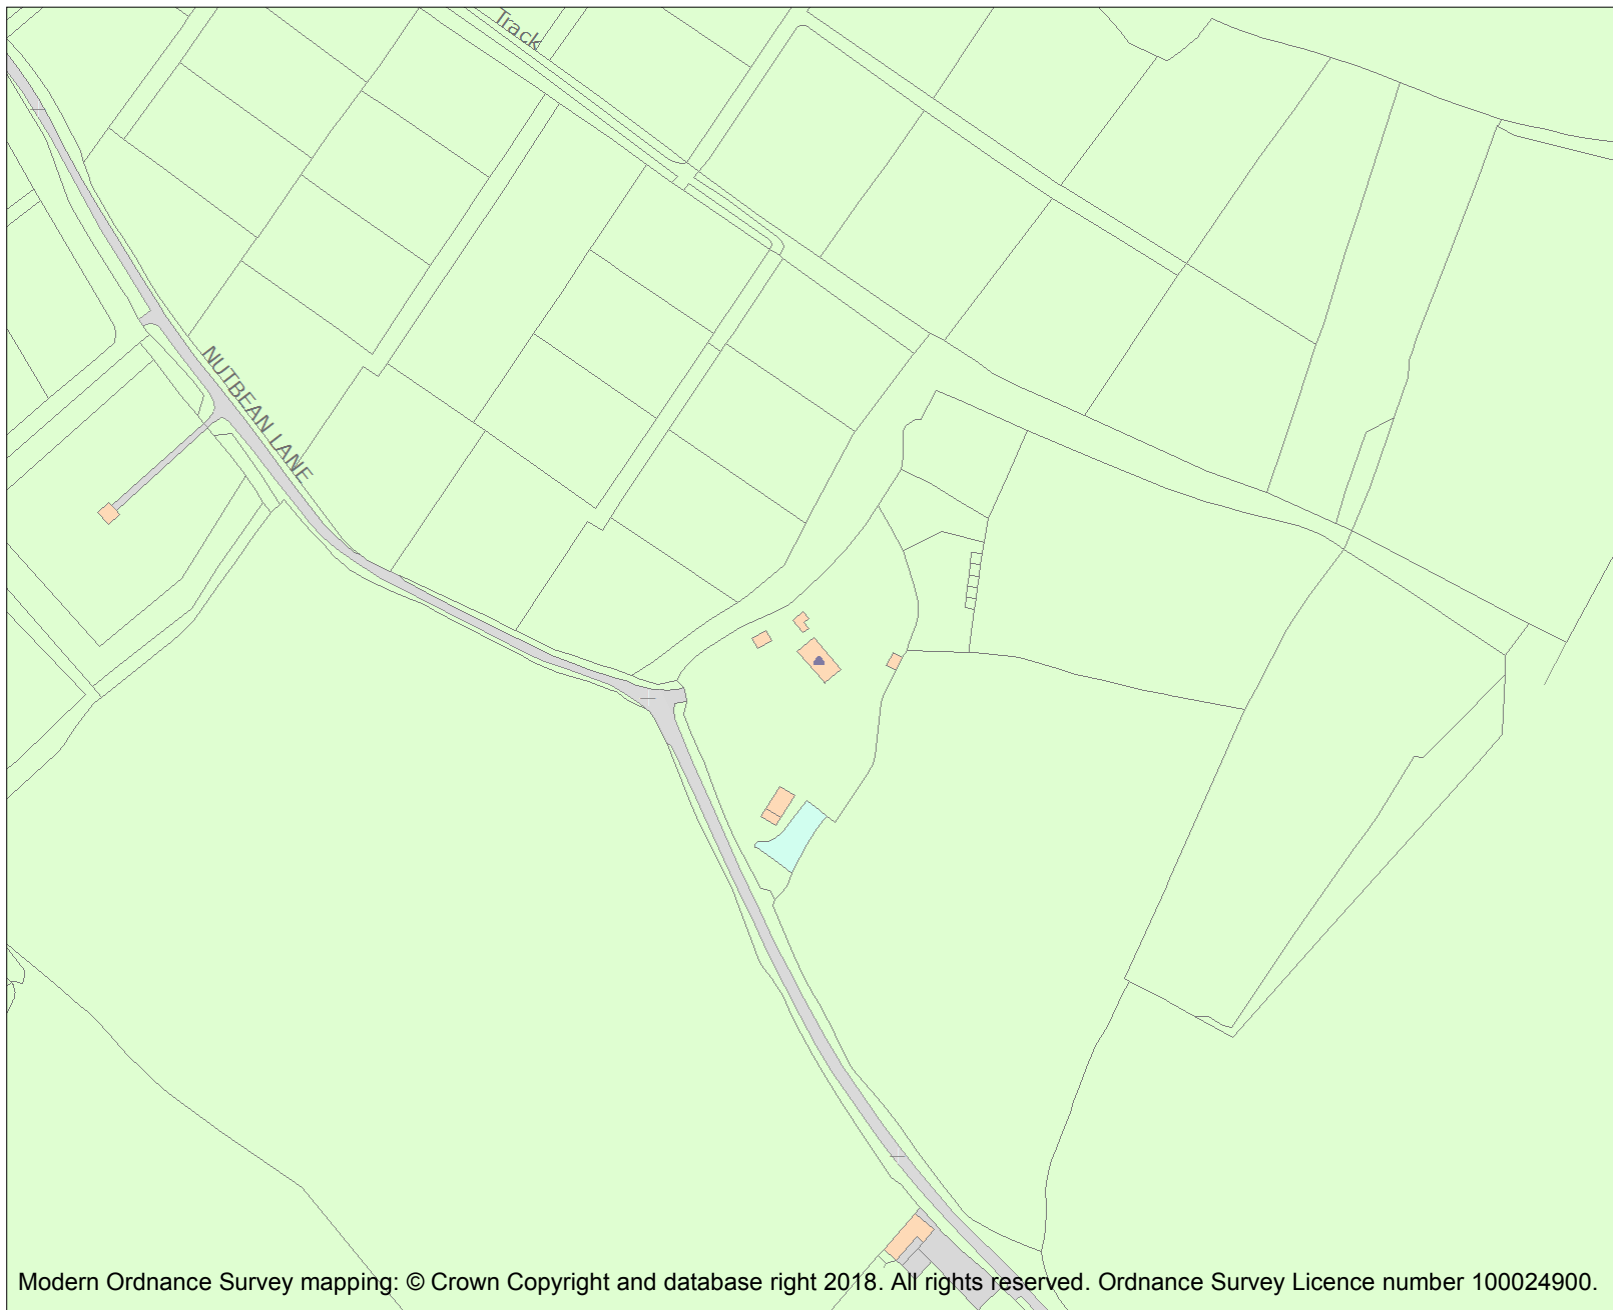 Track
NUTBEAN LANE
Modern Ordnance Survey mapping: © Crown Copyright and database right 2018. All rights reserved. Ordnance Survey Licence number 100024900.